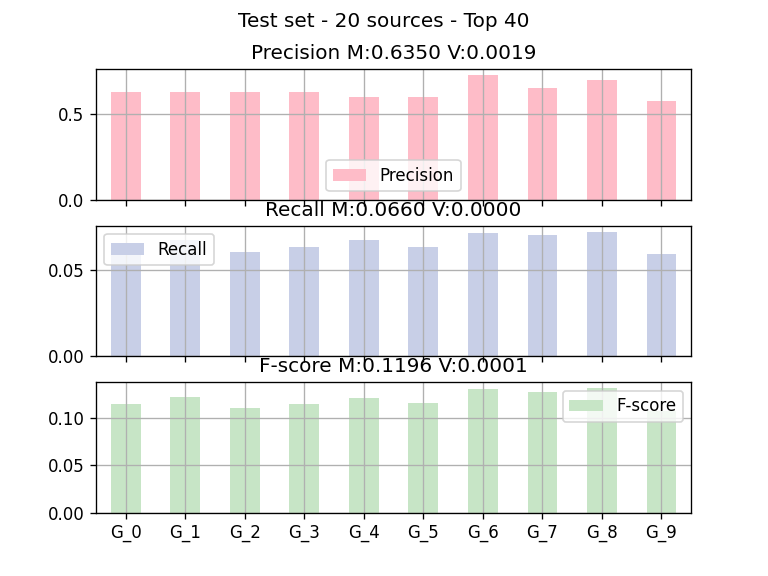 Test set - 20 sources - Top 40
Precision M:0.6350 V:0.0019
0.5
0.0
Precision
Recall M:0.0660 V:0.0000
Recall
0.05
0.00
F-score M:0.1196 V:0.0001
F-score
0.10
0.05
0.00
G_0 G_1 G_2 G_3 G_4 G_5 G_6 G_7 G_8 G_9